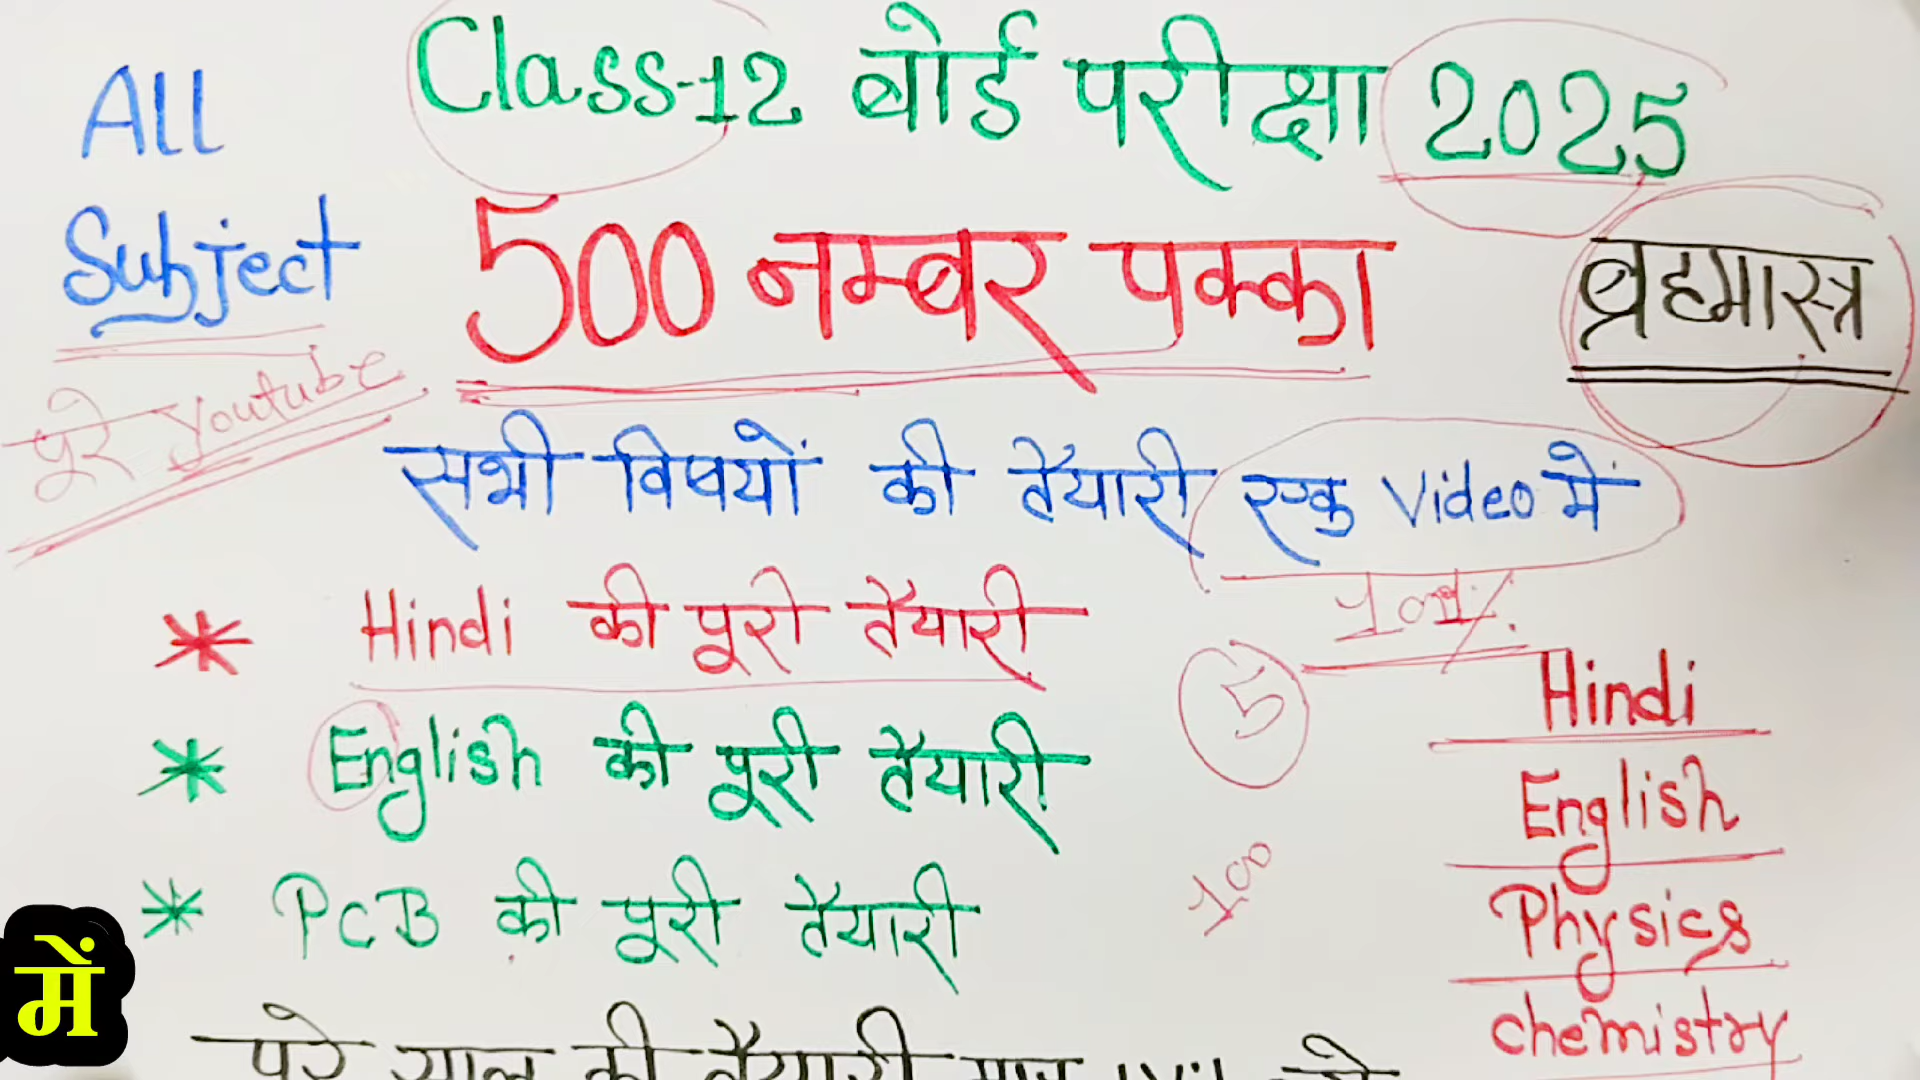 All
Subject
Class-12 बोर्ड परीक्षा 2025
500 नम्बर पक्का
ब्रह्मास्त्र
पूरे Youtube
सभी विषयों की तैयारी एक Video में
101%
* Hindi की पूरी तैयारी
5
* English की पूरी तैयारी
100
* PCB की पूरी तैयारी
Hindi
English
Physics
chemistry
में
पूरे साल की तैयारी मात्र